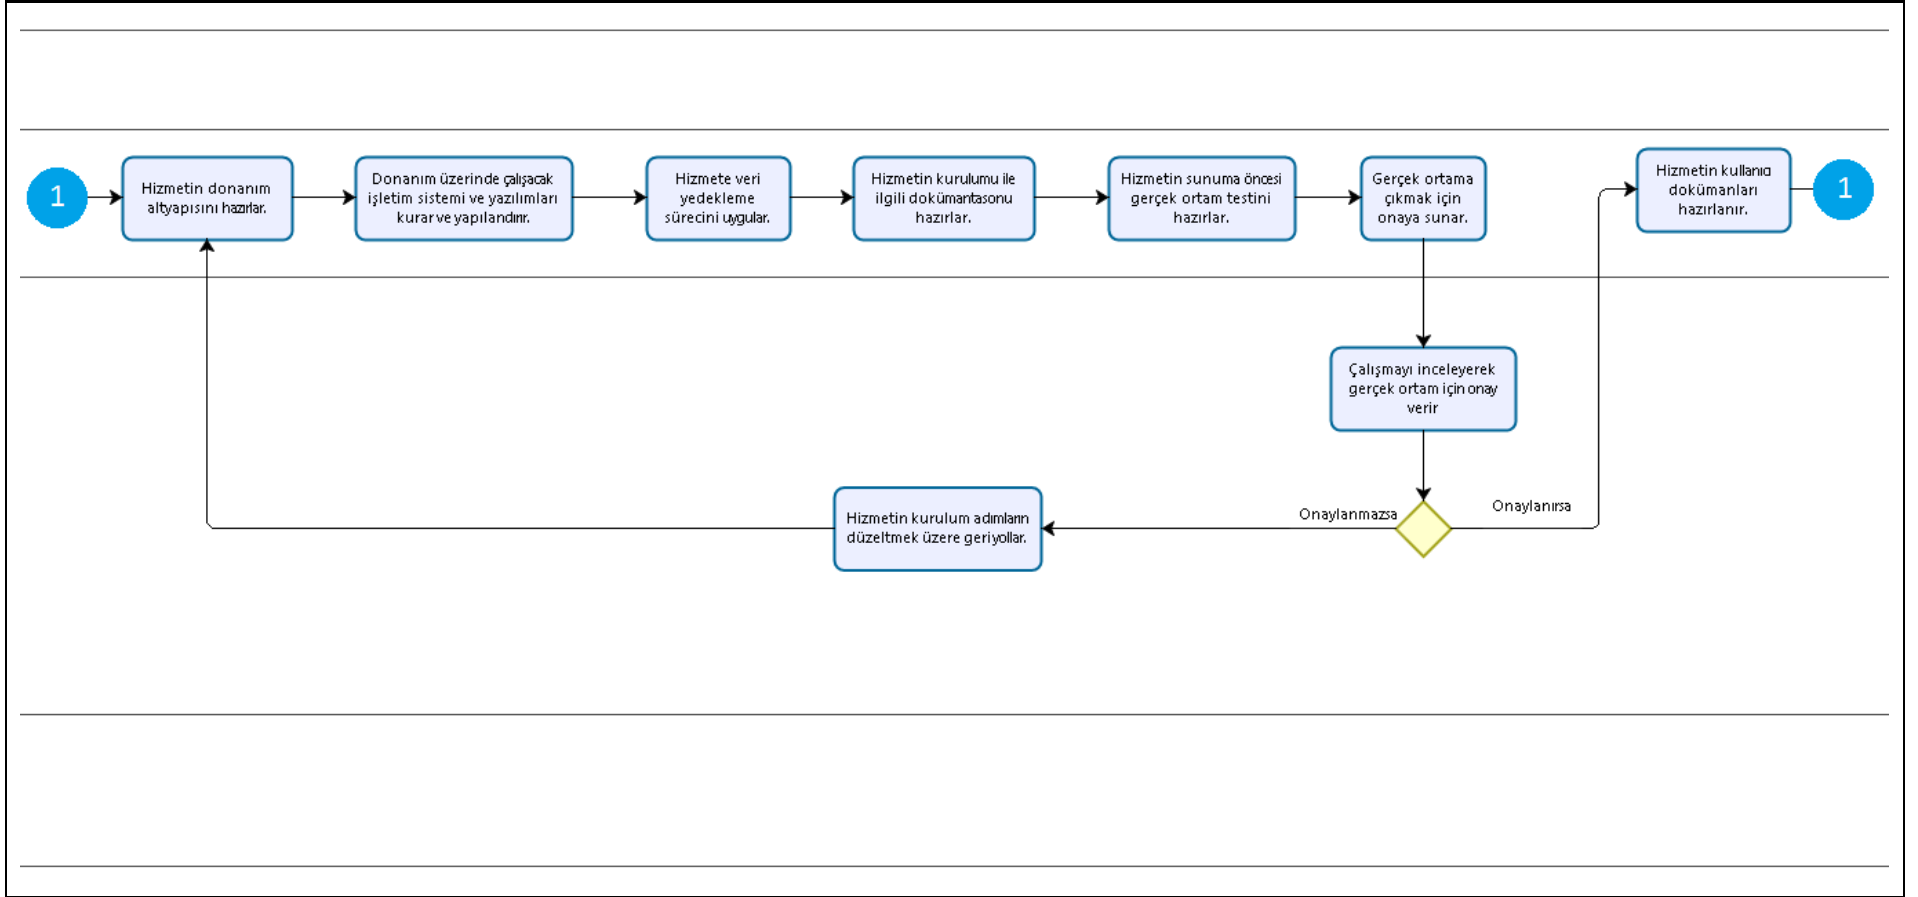 1
Hizmetin donanım
altyapısını hazırlar.
Donanım üzerinde çalışacak
işletim sistemi ve yazılımları
kurar ve yapılandırır.
Hizmete veri
yedekleme
sürecini uygular.
Hizmetin kurulumu ile
ilgili dokümantasonu
hazırlar.
Hizmetin sunuma öncesi
gerçek ortam testini
hazırlar.
Gerçek ortama
çıkmak için
onaya sunar.
Hizmetin kullanıcı
dokümanları
hazırlanır.
1
Çalışmayı inceleyerek
gerçek ortam için onay
verir
Onaylanmazsa
Onaylanırsa
Hizmetin kurulum adımların
düzeltmek üzere geri yollar.